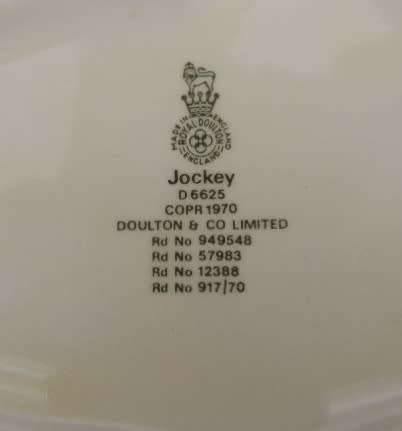 MADE IN ENGLAND
ROYAL DOULTON
ENGLAND
Jockey
D 6625
COPR 1970
DOULTON & CO LIMITED
Rd No 949548
Rd No 57983
Rd No 12388
Rd No 917/70